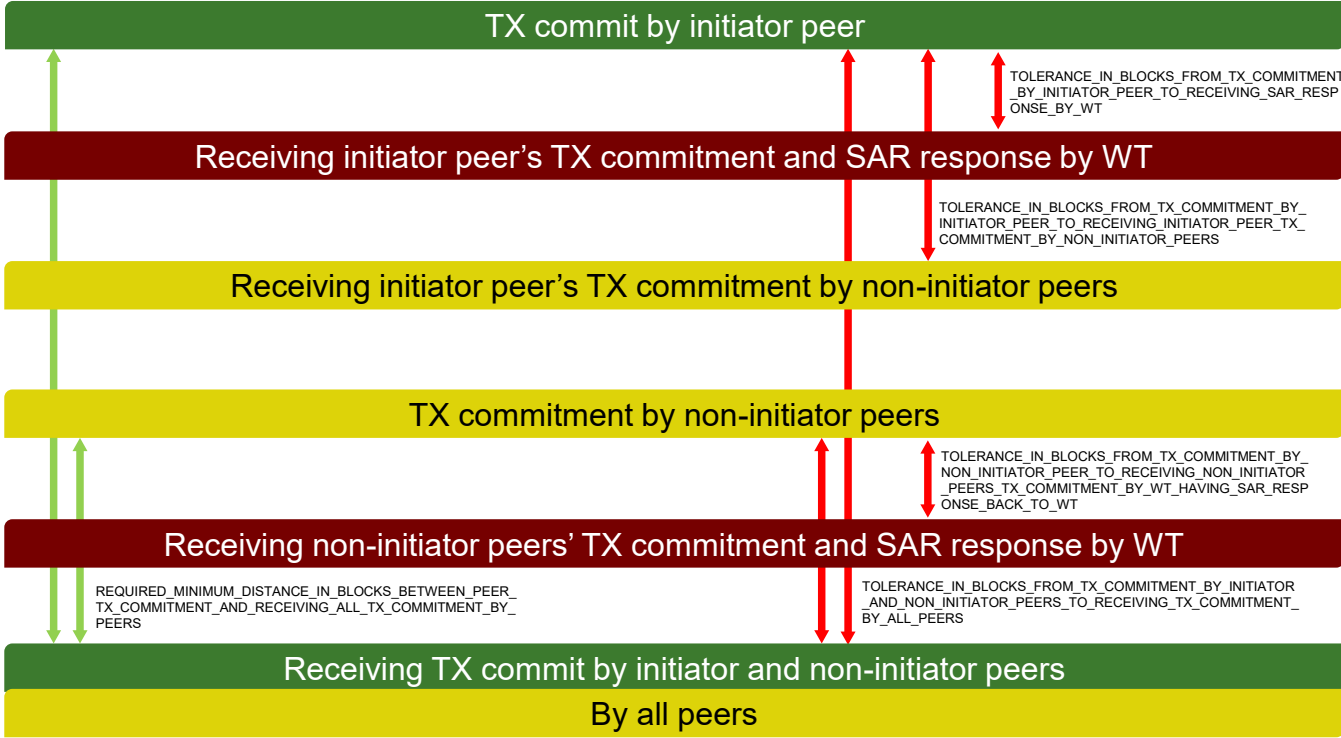 TX commit by initiator peer
TOLERANCE_IN_BLOCKS_FROM_TX_COMMITMENT
_BY_INITIATOR_PEER_TO_RECEIVING_SAR_RESP
ONSE_BY_WT
Receiving initiator peer's TX commitment and SAR response by WT
TOLERANCE_IN_BLOCKS_FROM_TX_COMMITMENT_BY_
INITIATOR_PEER_TO_RECEIVING_INITIATOR_PEER_TX_
COMMITMENT_BY_NON_INITIATOR_PEERS
Receiving initiator peer's TX commitment by non-initiator peers
TX commitment by non-initiator peers
TOLERANCE_IN_BLOCKS_FROM_TX_COMMITMENT_BY_
NON_INITIATOR_PEER_TO_RECEIVING_NON_INITIATOR
_PEERS_TX_COMMITMENT_BY_WT_HAVING_SAR_RESP
ONSE_BACK_TO_WT
Receiving non-initiator peers' TX commitment and SAR response by WT
REQUIRED_MINIMUM_DISTANCE_IN_BLOCKS_BETWEEN_PEER_
TX_COMMITMENT_AND_RECEIVING_ALL_TX_COMMITMENT_BY_
PEERS
TOLERANCE_IN_BLOCKS_FROM_TX_COMMITMENT_BY_INITIATOR
_AND_NON_INITIATOR_PEERS_TO_RECEIVING_TX_COMMITMENT_
BY_ALL_PEERS
Receiving TX commit by initiator and non-initiator peers
By all peers